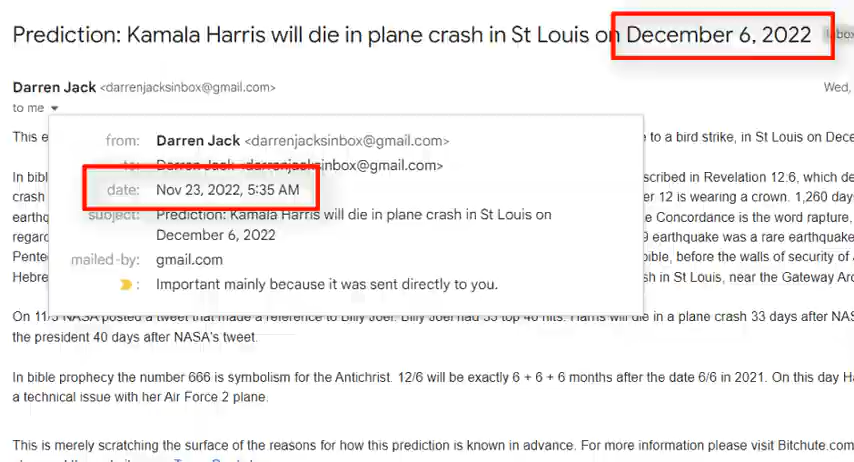 Prediction: Kamala Harris will die in plane crash in St Louis on December 6, 2022
Darren Jack <darrenjacksinbox@gmail.com>
Wed,
to me
This
to a bird strike, in St Louis on Dec
from: Darren Jack <darrenjacksinbox@gmail.com>
to: Darren Jack <darrenjacksinbox@gmail.com>
In bibl
scribed in Revelation 12:6, which de
date: Nov 23, 2022, 5:35 AM
crash
er 12 is wearing a crown. 1,260 day
subject: Prediction: Kamala Harris will die in plane crash in St Louis on
December 6, 2022
earthq
e Concordance is the word rapture,
regard
9 earthquake was a rare earthquake
mailed-by: gmail.com
Pente
bible, before the walls of security of
: Important mainly because it was sent directly to you.
Hebre
sh in St Louis, near the Gateway Arc
On 11/3 NASA posted a tweet that made a reference to Billy Joel. Billy Joel had 33 top 40 hits. Harris will die in a plane crash 33 days after NAS
the president 40 days after NASA's tweet.
In bible prophecy the number 666 is symbolism for the Antichrist. 12/6 will be exactly 6 + 6 + 6 months after the date 6/6 in 2021. On this day Ha
a technical issue with her Air Force 2 plane.
This is merely scratching the surface of the reasons for how this prediction is known in advance. For more information please visit Bitchute.com